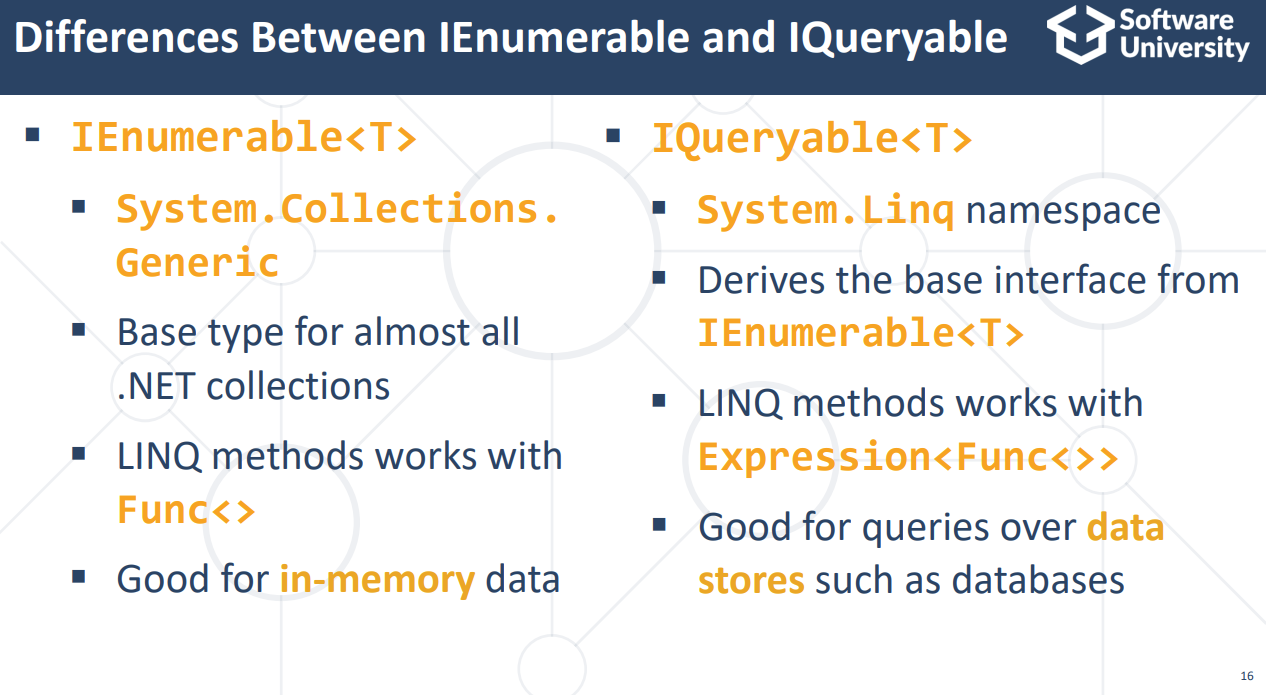 Differences Between IEnumerable and IQueryable
Software
University
▪ IEnumerable<T>
▪ System.Collections.
Generic
▪ Base type for almost all
.NET collections
▪ LINQ methods works with
Func<>
▪ Good for in-memory data
▪ IQueryable<T>
▪ System.Linq namespace
▪ Derives the base interface from
IEnumerable<T>
▪ LINQ methods works with
Expression<Func<>>
▪ Good for queries over data
stores such as databases
16